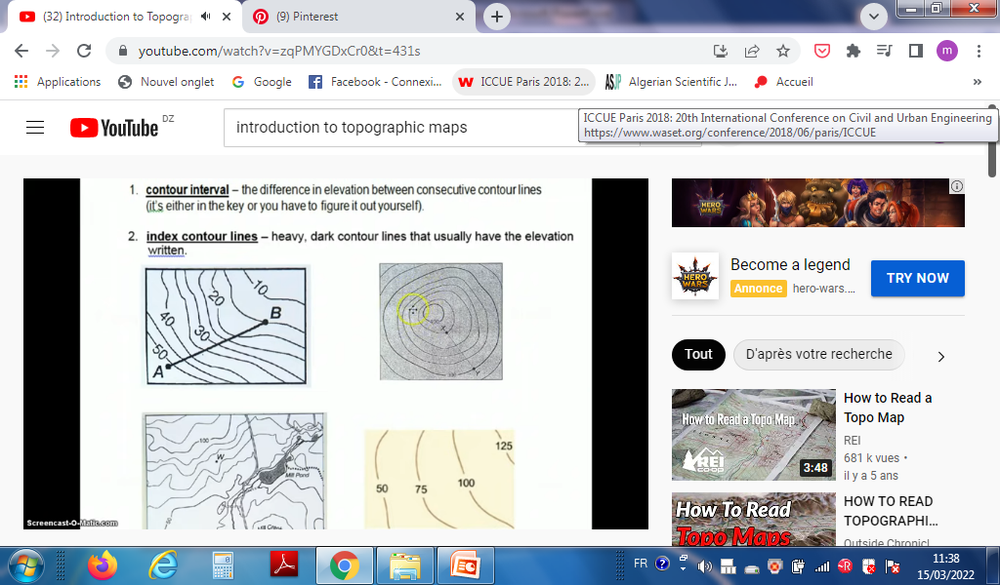 (32) Introduction to Topogra
(9) Pinterest
youtube.com/watch?v=zqPMYGDxCr0&t=431s
m
Applications
Nouvel onglet
Google
Facebook - Connexi...
ICCUE Paris 2018: 2...
Algerian Scientific J...
Accueil
»
YouTube DZ
introduction to topographic maps
ICCUE Paris 2018: 20th International Conference on Civil and Urban Engineering
https://www.waset.org/conference/2018/06/paris/ICCUE
1. contour interval – the difference in elevation between consecutive contour lines
(it's either in the key or you have to figure it out yourself).
2. index contour lines – heavy, dark contour lines that usually have the elevation
written.
10
20
30
40
50
A
B
X
Y
100
W
Mill Pond
50
75
100
125
Screencast-O-Matic.com
HERO WARS
HERO WARS
Become a legend
Annonce hero-wars....
TRY NOW
Tout
D'après votre recherche
How to Read a Topo Map
REI CO-OP
3:48
How to Read a
Topo Map
REI
681 k vues •
il y a 5 ans
How To Read
Topo Maps
HOW TO READ
TOPOGRAPHI...
Outside Chronicl
FR
11:38
15/03/2022